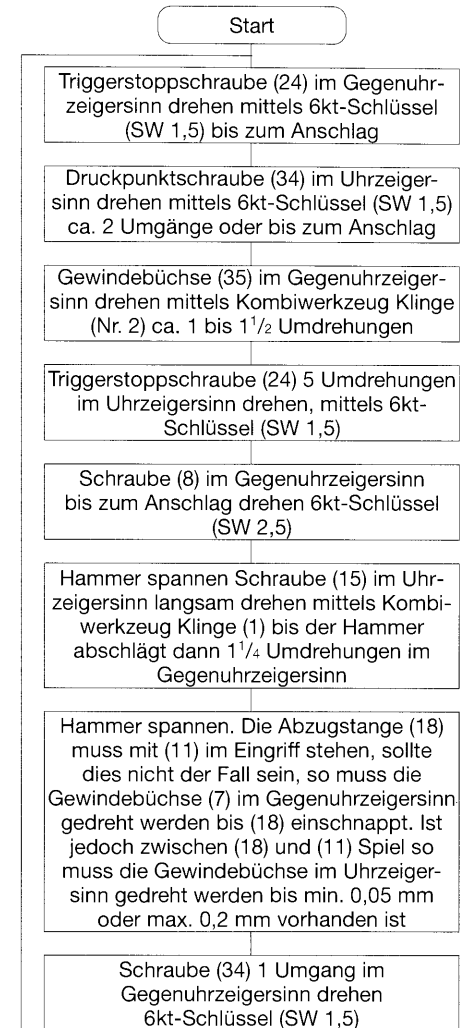 Start
Triggerstoppschraube (24) im Gegenuhr-
zeigersinn drehen mittels 6kt-Schlüssel
(SW 1,5) bis zum Anschlag
Druckpunktschraube (34) im Uhrzeiger-
sinn drehen mittels 6kt-Schlüssel (SW 1,5)
ca. 2 Umgänge oder bis zum Anschlag
Gewindebüchse (35) im Gegenuhrzeiger-
sinn drehen mittels Kombiwerkzeug Klinge
(Nr. 2) ca. 1 bis 1¹/₂ Umdrehungen
Triggerstoppschraube (24) 5 Umdrehungen
im Uhrzeigersinn drehen, mittels 6kt-
Schlüssel (SW 1,5)
Schraube (8) im Gegenuhrzeigersinn
bis zum Anschlag drehen 6kt-Schlüssel
(SW 2,5)
Hammer spannen Schraube (15) im Uhr-
zeigersinn langsam drehen mittels Kombi-
werkzeug Klinge (1) bis der Hammer
abschlägt dann 1¹/₄ Umdrehungen im
Gegenuhrzeigersinn
Hammer spannen. Die Abzugstange (18)
muss mit (11) im Eingriff stehen, sollte
dies nicht der Fall sein, so muss die
Gewindebüchse (7) im Gegenuhrzeigersinn
gedreht werden bis (18) einschnappt. Ist
jedoch zwischen (18) und (11) Spiel so
muss die Gewindebüchse im Uhrzeiger-
sinn gedreht werden bis min. 0,05 mm
oder max. 0,2 mm vorhanden ist
Schraube (34) 1 Umgang im
Gegenuhrzeigersinn drehen
6kt-Schlüssel (SW 1,5)